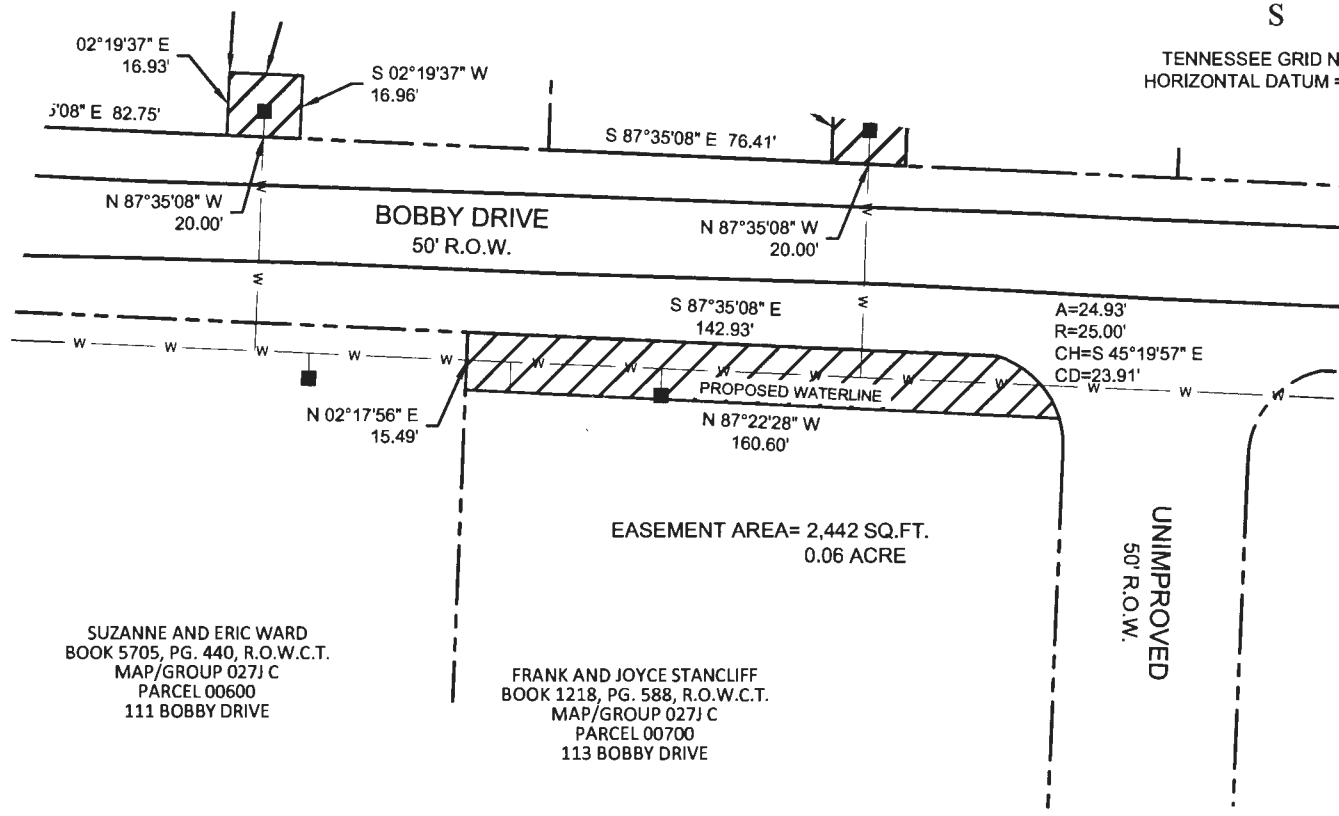 S
TENNESSEE GRID N
HORIZONTAL DATUM =
02°19'37" E
16.93'
S 02°19'37" W
16.96'
5'08" E 82.75'
S 87°35'08" E 76.41'
N 87°35'08" W
20.00'
BOBBY DRIVE
50' R.O.W.
N 87°35'08" W
20.00'
W
W
W
W
S 87°35'08" E
142.93'
A=24.93'
R=25.00'
CH=S 45°19'57" E
CD=23.91'
W W W W W W W W W W W W W W
PROPOSED WATERLINE
N 02°17'56" E
15.49'
N 87°22'28" W
160.60'
EASEMENT AREA= 2,442 SQ.FT.
0.06 ACRE
UNIMPROVED
50' R.O.W.
SUZANNE AND ERIC WARD
BOOK 5705, PG. 440, R.O.W.C.T.
MAP/GROUP 027J C
PARCEL 00600
111 BOBBY DRIVE
FRANK AND JOYCE STANCLIFF
BOOK 1218, PG. 588, R.O.W.C.T.
MAP/GROUP 027J C
PARCEL 00700
113 BOBBY DRIVE